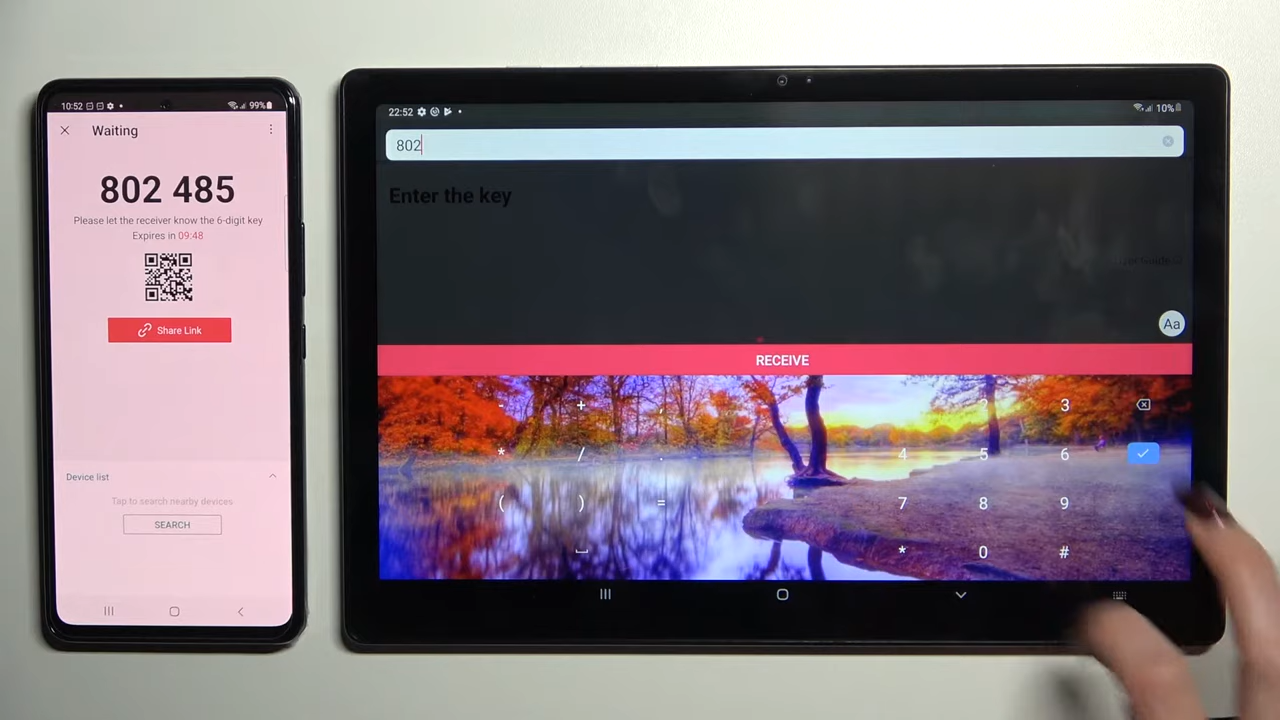 10:52
99%
Waiting
802 485
Please let the receiver know the 6-digit key
Expires in 09:48
Share Link
Device list
Tap to search nearby devices
SEARCH
22:52
10%
802
Enter the key
Aa
RECEIVE
- + , 2 3
* / . 4 5 6
( ) = 7 8 9
* 0 #